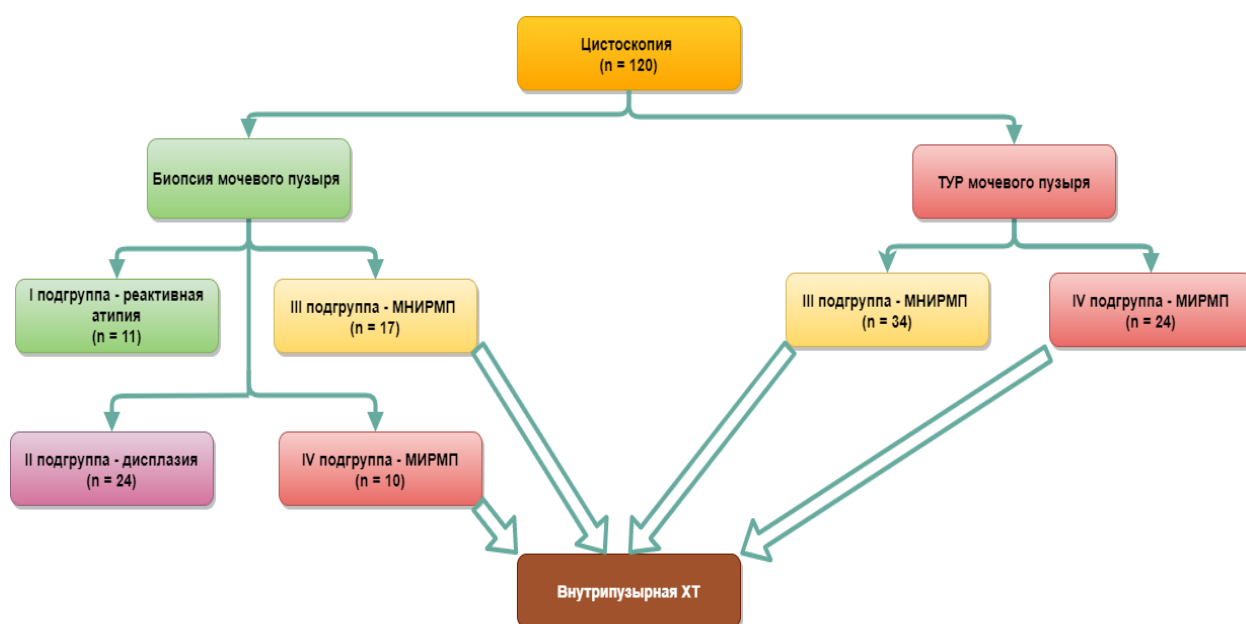 Цистоскопия
(n = 120)
Биопсия мочевого пузыря
ТУР мочевого пузыря
I подгруппа - реактивная
атипия
(n = 11)
III подгруппа - МНИРМП
(n = 17)
III подгруппа - МНИРМП
(n = 34)
IV подгруппа - МИРМП
(n = 24)
II подгруппа - дисплазия
(n = 24)
IV подгруппа - МИРМП
(n = 10)
Внутрипузырная ХТ